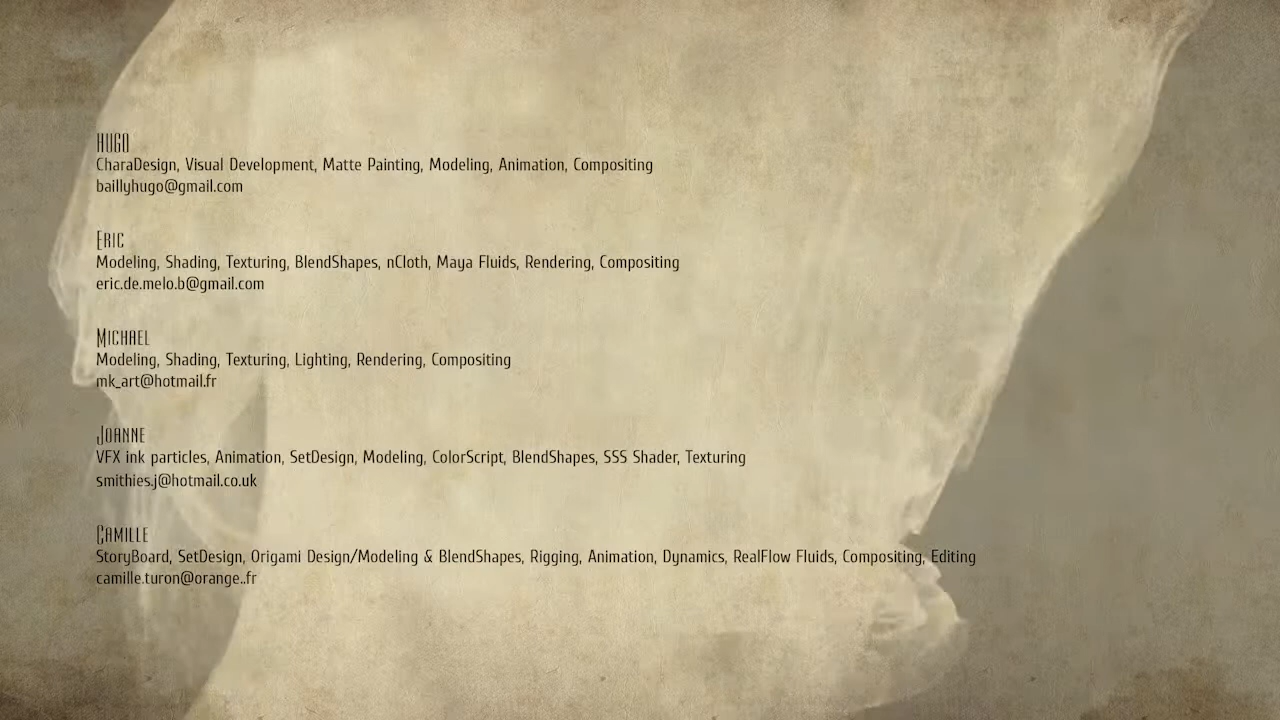 HUGO
CharaDesign, Visual Development, Matte Painting, Modeling, Animation, Compositing
baillyhugo@gmail.com
Eric
Modeling, Shading, Texturing, BlendShapes, nCloth, Maya Fluids, Rendering, Compositing
eric.de.melo.b@gmail.com
Michael
Modeling, Shading, Texturing, Lighting, Rendering, Compositing
mk_art@hotmail.fr
Joanne
VFX ink particles, Animation, SetDesign, Modeling, ColorScript, BlendShapes, SSS Shader, Texturing
smithies.j@hotmail.co.uk
Camille
StoryBoard, SetDesign, Origami Design/Modeling & BlendShapes, Rigging, Animation, Dynamics, RealFlow Fluids, Compositing, Editing
camille.turon@orange..fr